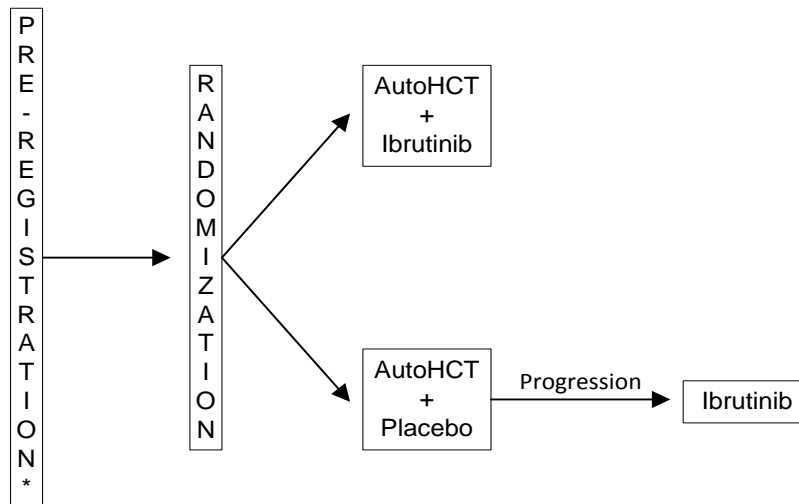 PRE-REGISTRATION*
RANDOMIZATION
AutoHCT
+
Ibrutinib
AutoHCT
+
Placebo
Progression
Ibrutinib